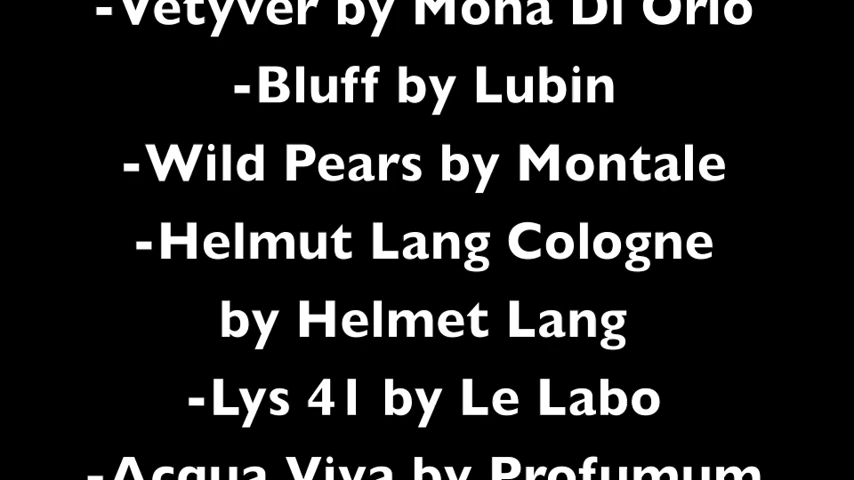 -Vetyver by Mona Di Orio
-Bluff by Lubin
-Wild Pears by Montale
-Helmut Lang Cologne
by Helmet Lang
-Lys 41 by Le Labo
-Acqua Viva by Profumum